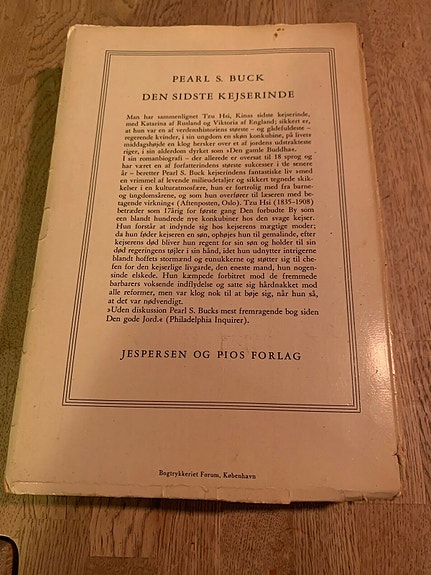 PEARL S. BUCK
DEN SIDSTE KEJSERINDE
Man har sammenlignet Tzu Hsi, Kinas sidste kejserinde,
med Katarina af Rusland og Viktoria af England; sikkert er,
at hun var en af verdenshistoriens største – og gådefuldeste –
regerende kvinder, i sin ungdom en skøn konkubine, på livets
middagshøjde en klog hersker over et af jordens udstrakteste
riger, i sin alderdom dyrket som »Den gamle Buddha«.
I sin romanbiografi – der allerede er oversat til 18 sprog og
har været en af forfatterindens største sukcesser i de senere
år – beretter Pearl S. Buck kejserindens fantastiske liv »med
en vrimmel af levende milieudetaljer og sikkert tegnede skik-
kelser i en kulturatmosfære, hun er fortrolig med fra barne-
og ungdomsårene, og som hun overfører til læseren med be-
tagende virkning« (Aftenposten, Oslo). Tzu Hsi (1835–1908)
betræder som 17årig for første gang Den forbudte By som
en blandt hundrede nye konkubiner hos den svage kejser.
Hun forstår at indynde sig hos kejserens mægtige moder;
da hun føder kejseren en søn, ophøjes hun til gemalinde, efter
kejserens død bliver hun regent for sin søn og holder til sin
død regeringens tøjler i sin hånd, idet hun udnytter intrigerne
blandt hoffets stormænd og eunukkerne og støtter sig til che-
fen for den kejserlige livgarde, den eneste mand, hun nogen-
sinde elskede. Hun kæmpede forbitret mod de fremmede
barbarers voksende indflydelse og satte sig hårdnakket mod
alle reformer, men var klog nok til at bøje sig, når hun så,
at det var nødvendigt.
»Uden diskussion Pearl S. Bucks mest fremragende bog siden
Den gode Jord.« (Philadelphia Inquirer).
JESPERSEN OG PIOS FORLAG
Bogtrykkeriet Forum, København